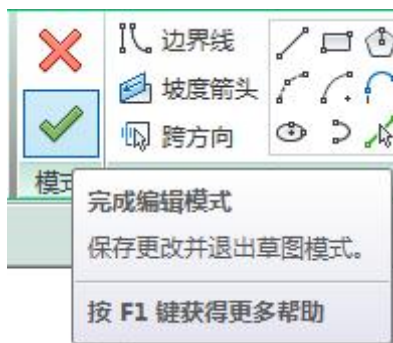 边界线
坡度箭头
跨方向
模式
完成编辑模式
保存更改并退出草图模式。
按 F1 键获得更多帮助